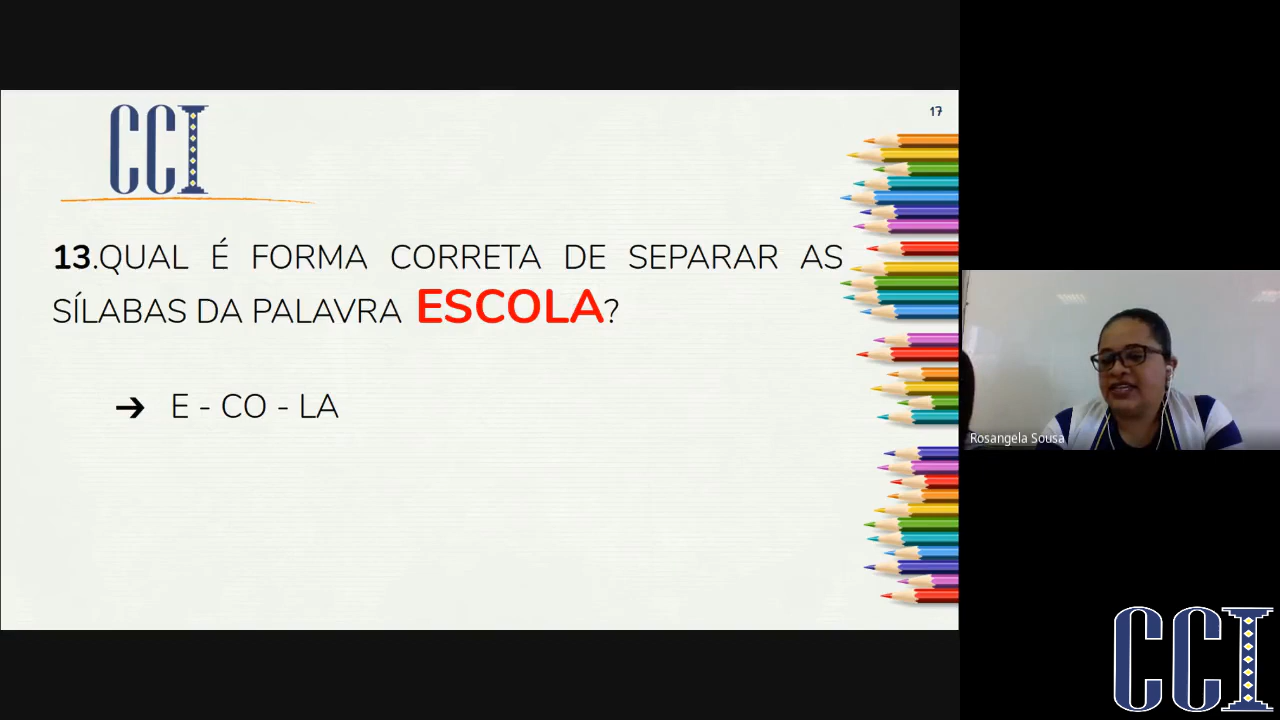 CCI
17
13.QUAL É FORMA CORRETA DE SEPARAR AS
SÍLABAS DA PALAVRA ESCOLA?
➔ E - CO - LA
Rosangela Sousa
CCI